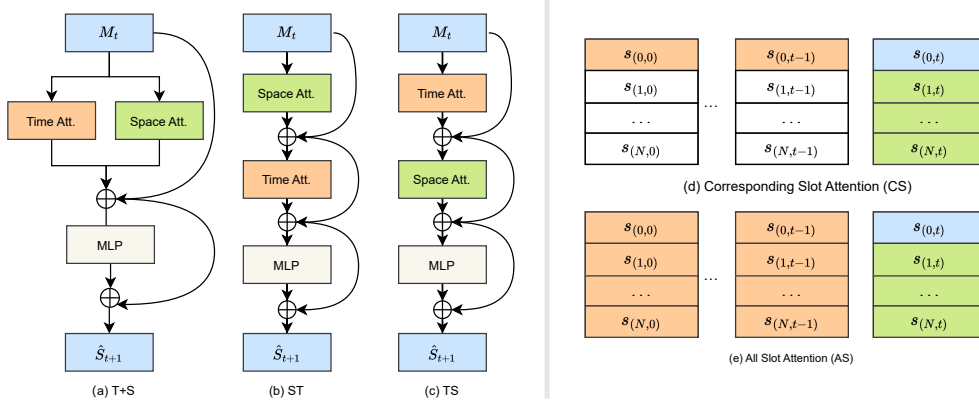 M_t
Time Att.
Space Att.
MLP
Ŝ_{t+1}
(a) T+S
M_t
Space Att.
Time Att.
MLP
Ŝ_{t+1}
(b) ST
M_t
Time Att.
Space Att.
MLP
Ŝ_{t+1}
(c) TS
s_{(0,0)} s_{(0,t−1)} s_{(0,t)}
s_{(1,0)} ... s_{(1,t−1)} s_{(1,t)}
... ... ...
s_{(N,0)} s_{(N,t−1)} s_{(N,t)}
(d) Corresponding Slot Attention (CS)
s_{(0,0)} s_{(0,t−1)} s_{(0,t)}
s_{(1,0)} ... s_{(1,t−1)} s_{(1,t)}
... ... ...
s_{(N,0)} s_{(N,t−1)} s_{(N,t)}
(e) All Slot Attention (AS)